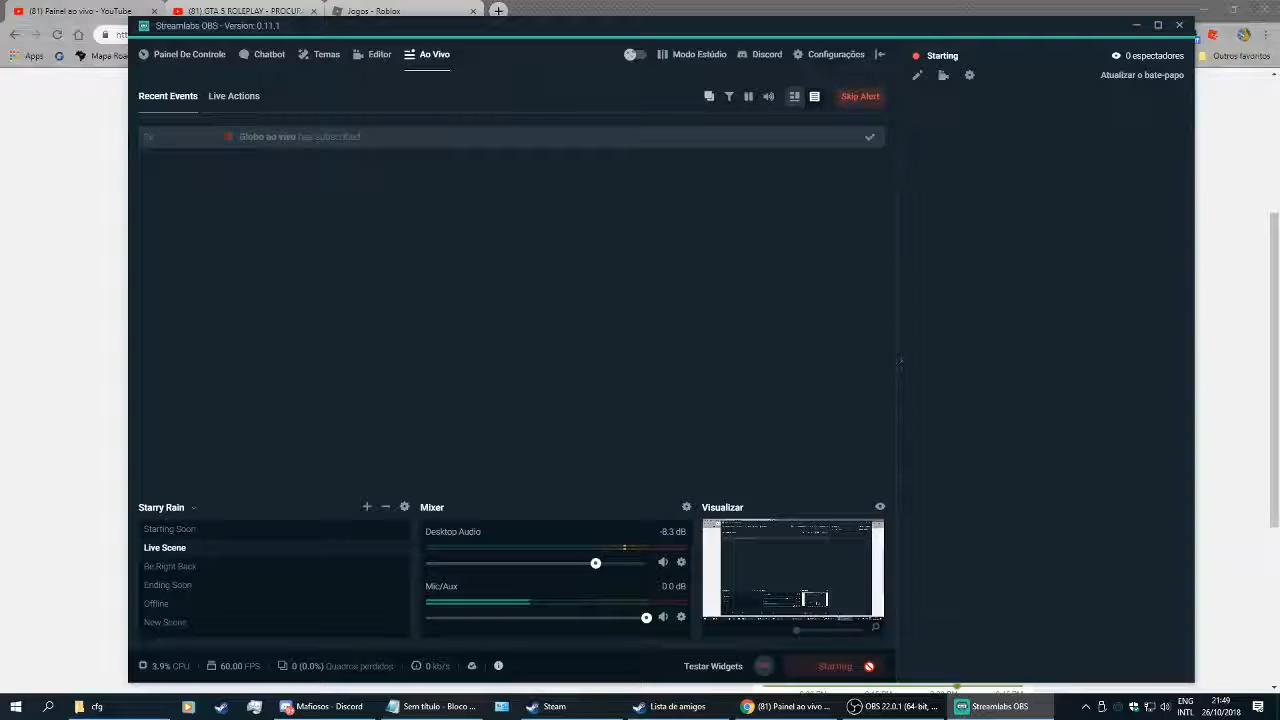 (81) Painel ao vivo - YouTube
(81) GTA 5 ROLEPLAY - PROCUR
Jogos - Roblox
Streamlabs OBS - Version: 0.11.1
Apps
Mapa Road
Outros favoritos
Painel De Controle
Chatbot
Temas
Editor
Ao Vivo
Modo Estúdio
Discord
Configurações
Starting
0 espectadores
Atualizar o bate-papo
Recent Events
Live Actions
Skip Alert
Globo ao vivo has subscribed
Starry Rain
Mixer
Visualizar
Starting Soon
Live Scene
Be Right Back
Ending Soon
Offline
New Scene
Desktop Audio
-8.3 dB
Mic/Aux
0.0 dB
3.9% CPU
60.00 FPS
0 (0.0%) Quadros perdidos
0 kb/s
Testar Widgets
Starting
cfg
Mafiosos - Discord
Sem título - Bloco ...
Steam
Lista de amigos
(81) Painel ao vivo ...
OBS 22.0.1 (64-bit, ...
Streamlabs OBS
ENG
INTL
21:49
26/10/2018